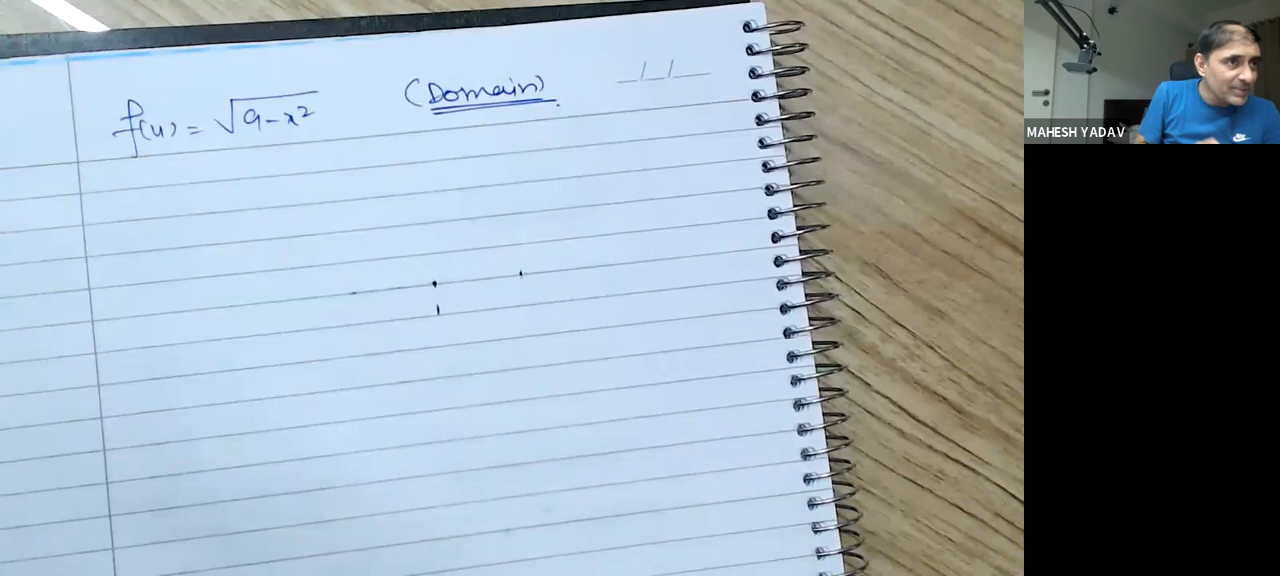 (Domain) _/_/_
f(x) = √(9-x²)
MAHESH YADAV